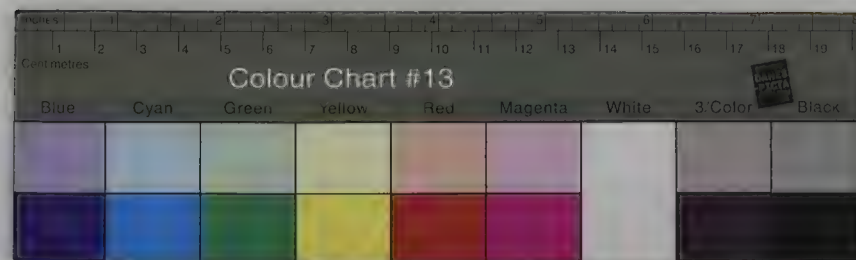 INCHES 1 2 3 4 5 6 7
1 2 3 4 5 6 7 8 9 10 11 12 13 14 15 16 17 18 19
Centimetres
Colour Chart #13
DANES
-PICTA
Blue Cyan Green Yellow Red Magenta White 3/Color Black